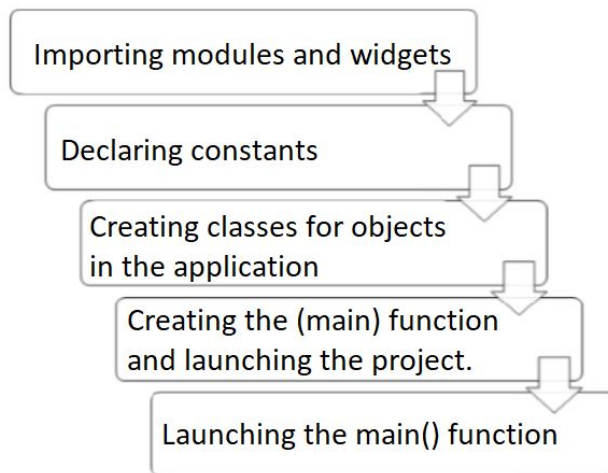 Importing modules and widgets
Declaring constants
Creating classes for objects
in the application
Creating the (main) function
and launching the project.
Launching the main() function